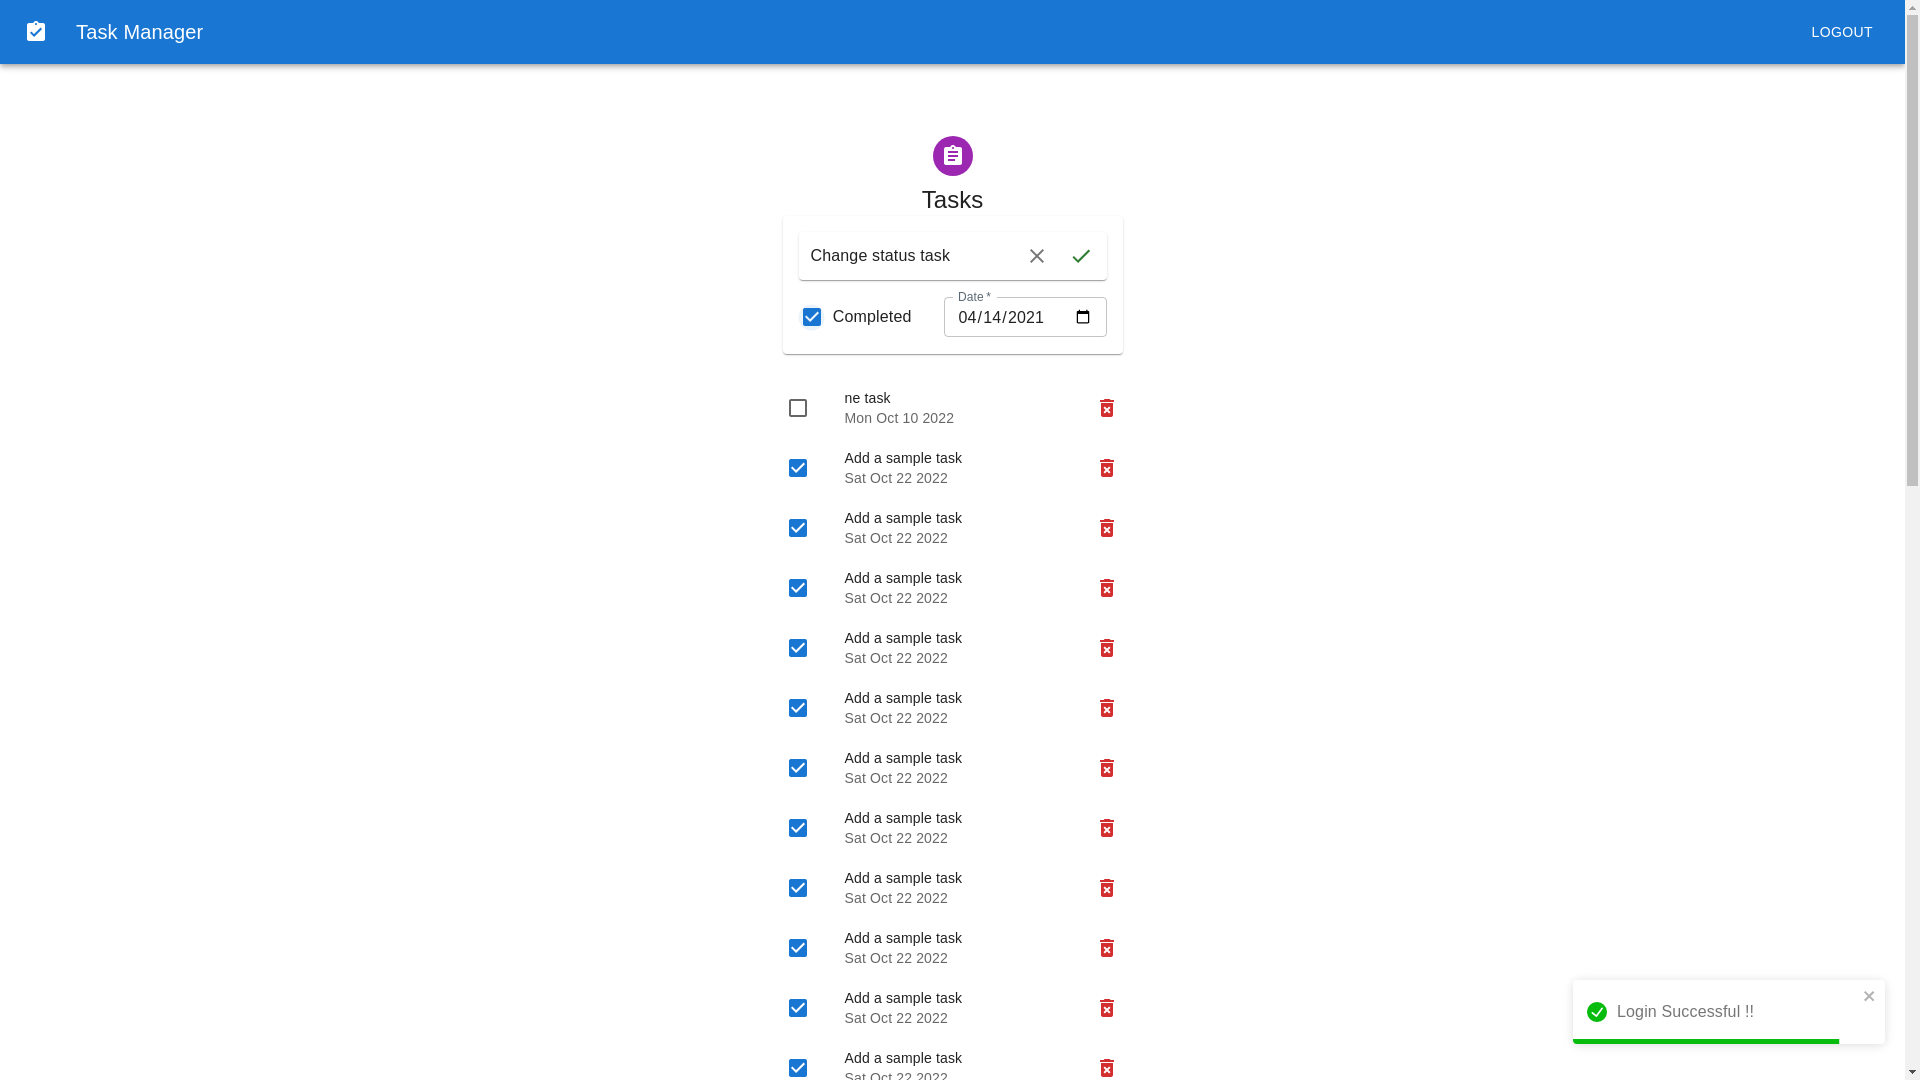 Task Manager
LOGOUT
Tasks
Change status task
Completed
Date *
04/14/2021
ne task
Mon Oct 10 2022
Add a sample task
Sat Oct 22 2022
Add a sample task
Sat Oct 22 2022
Add a sample task
Sat Oct 22 2022
Add a sample task
Sat Oct 22 2022
Add a sample task
Sat Oct 22 2022
Add a sample task
Sat Oct 22 2022
Add a sample task
Sat Oct 22 2022
Add a sample task
Sat Oct 22 2022
Add a sample task
Sat Oct 22 2022
Add a sample task
Sat Oct 22 2022
Add a sample task
Sat Oct 22 2022
Login Successful !!